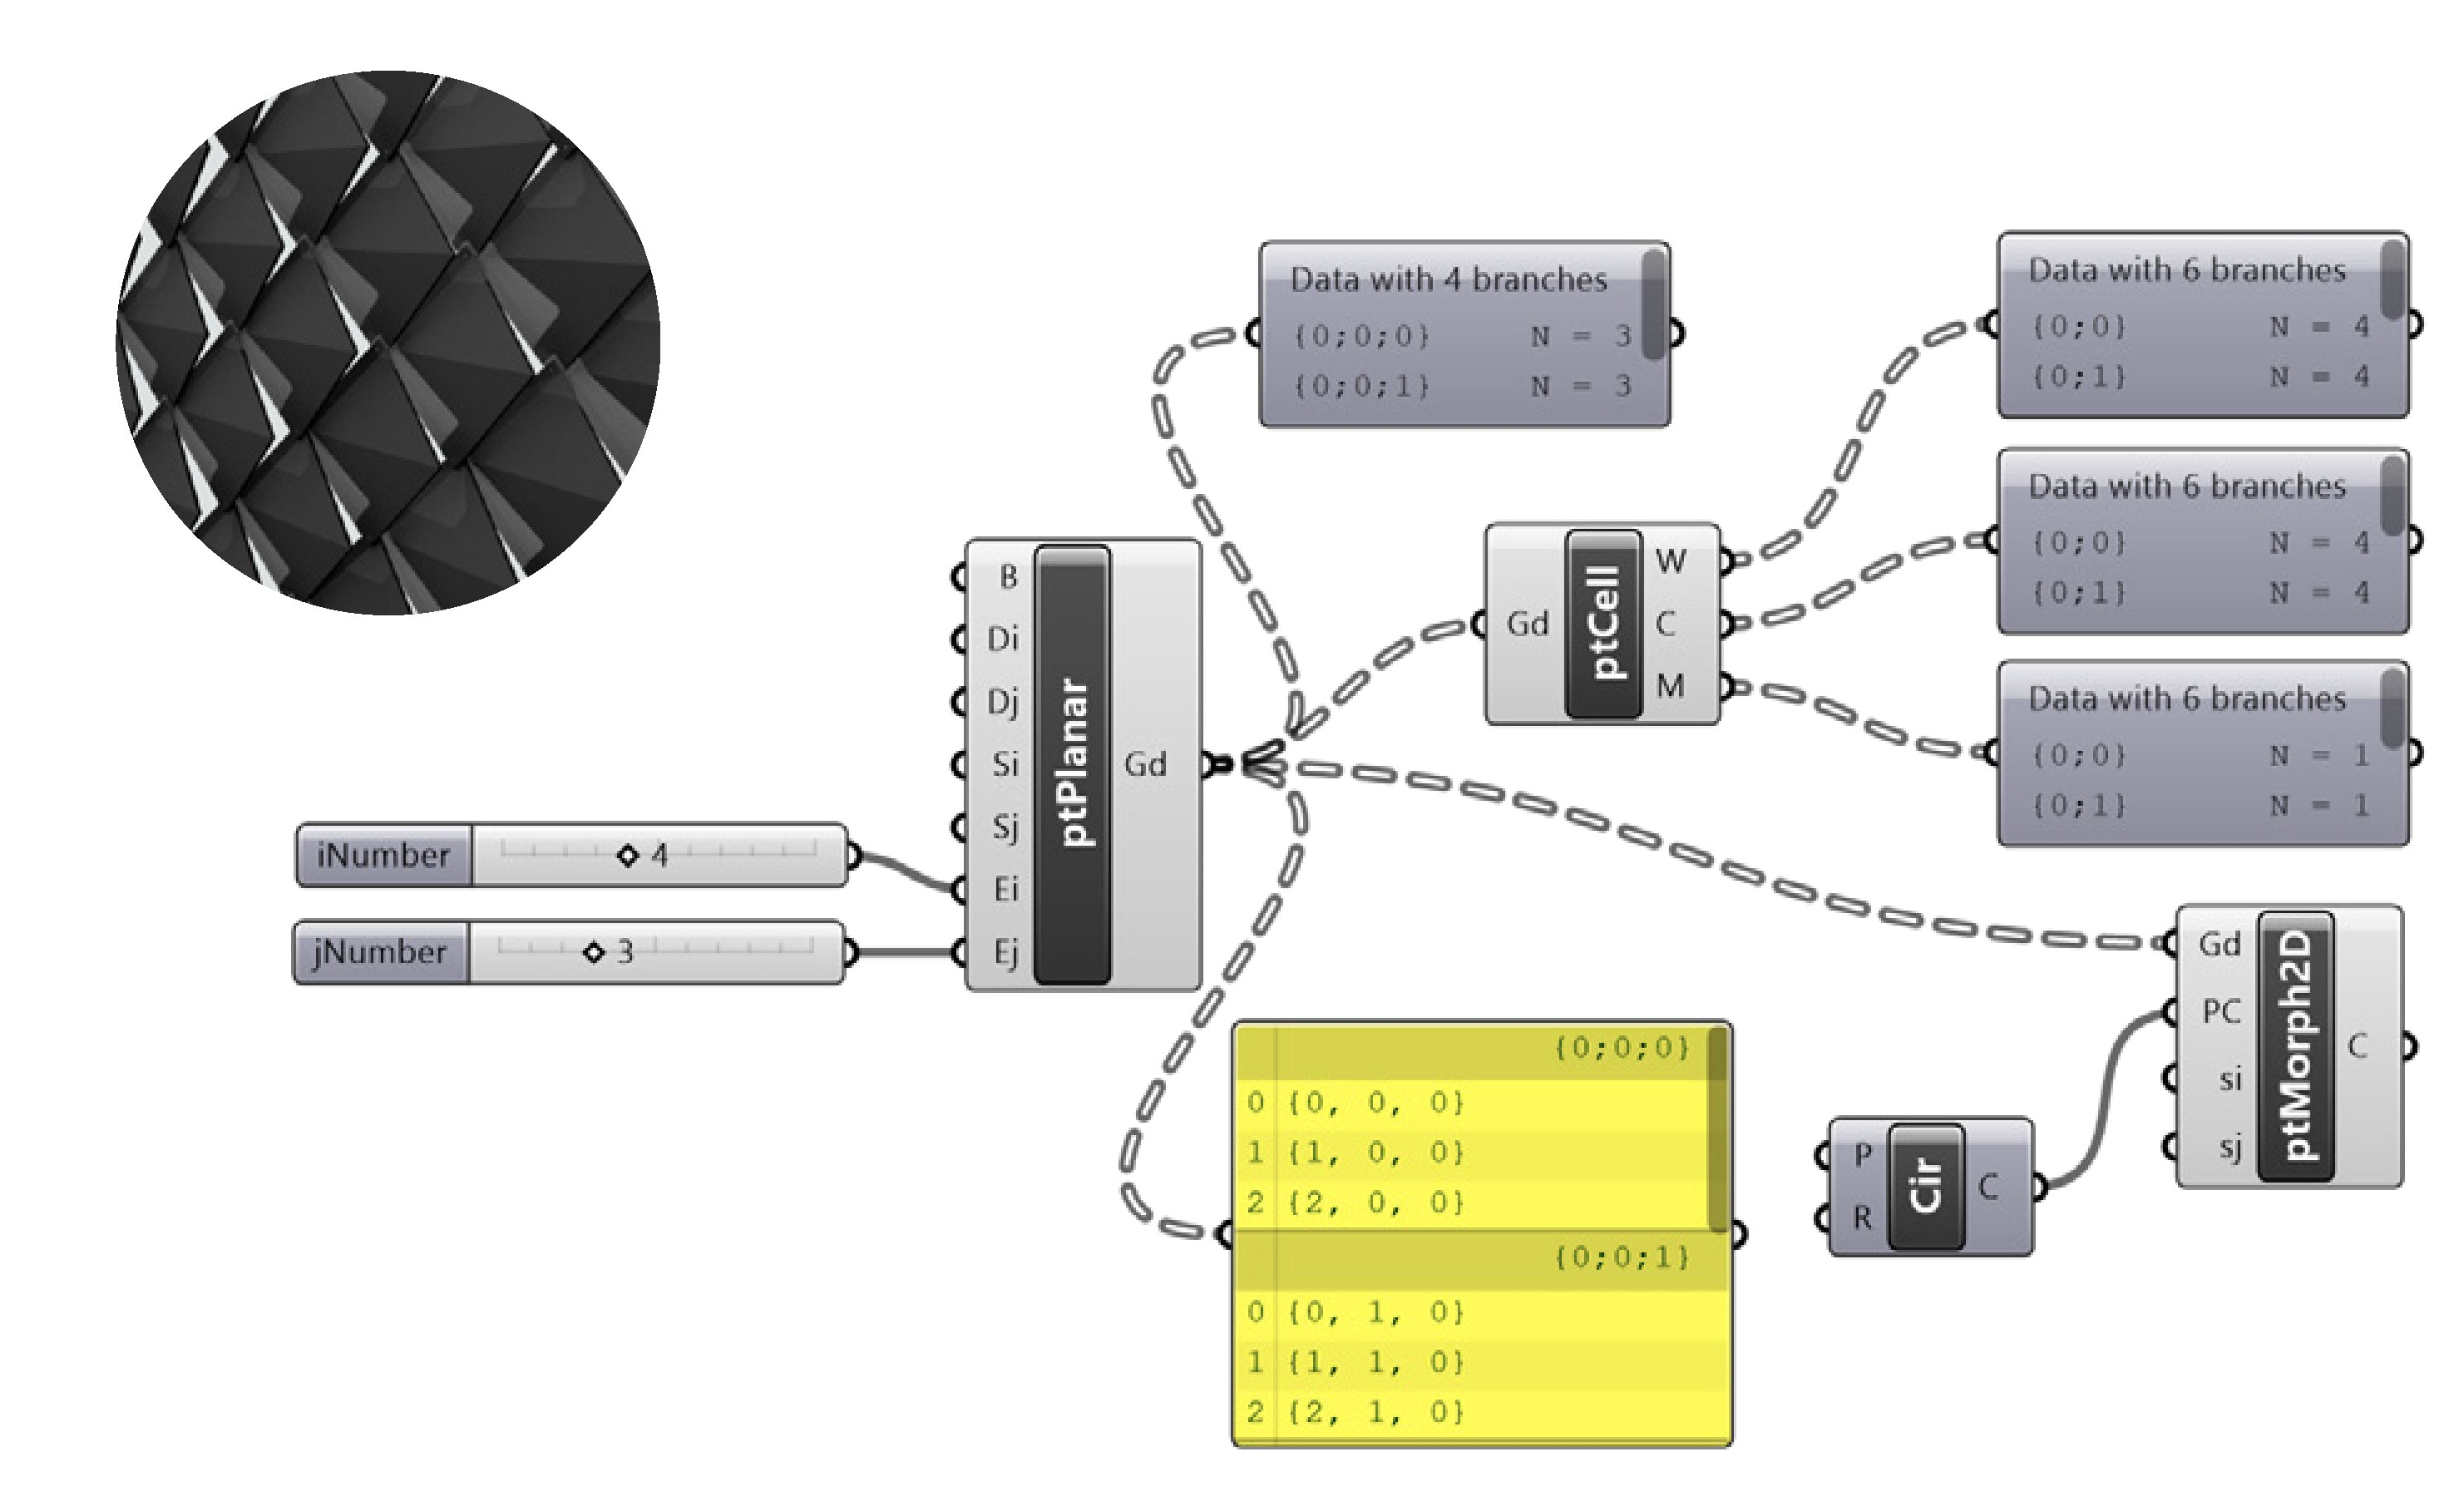 Data with 4 branches
{0;0;0} N = 3
{0;0;1} N = 3
Data with 6 branches
{0;0} N = 4
{0;1} N = 4
Data with 6 branches
{0;0} N = 4
{0;1} N = 4
Data with 6 branches
{0;0} N = 1
{0;1} N = 1
B
Di
Dj
Si
Sj
Ei
Ej
ptPlanar
Gd
iNumber 4
jNumber 3
Gd
ptCell
W
C
M
{0;0;0}
0 {0, 0, 0}
1 {1, 0, 0}
2 {2, 0, 0}
{0;0;1}
0 {0, 1, 0}
1 {1, 1, 0}
2 {2, 1, 0}
P
R
Cir
C
Gd
PC
si
sj
ptMorph2D
C